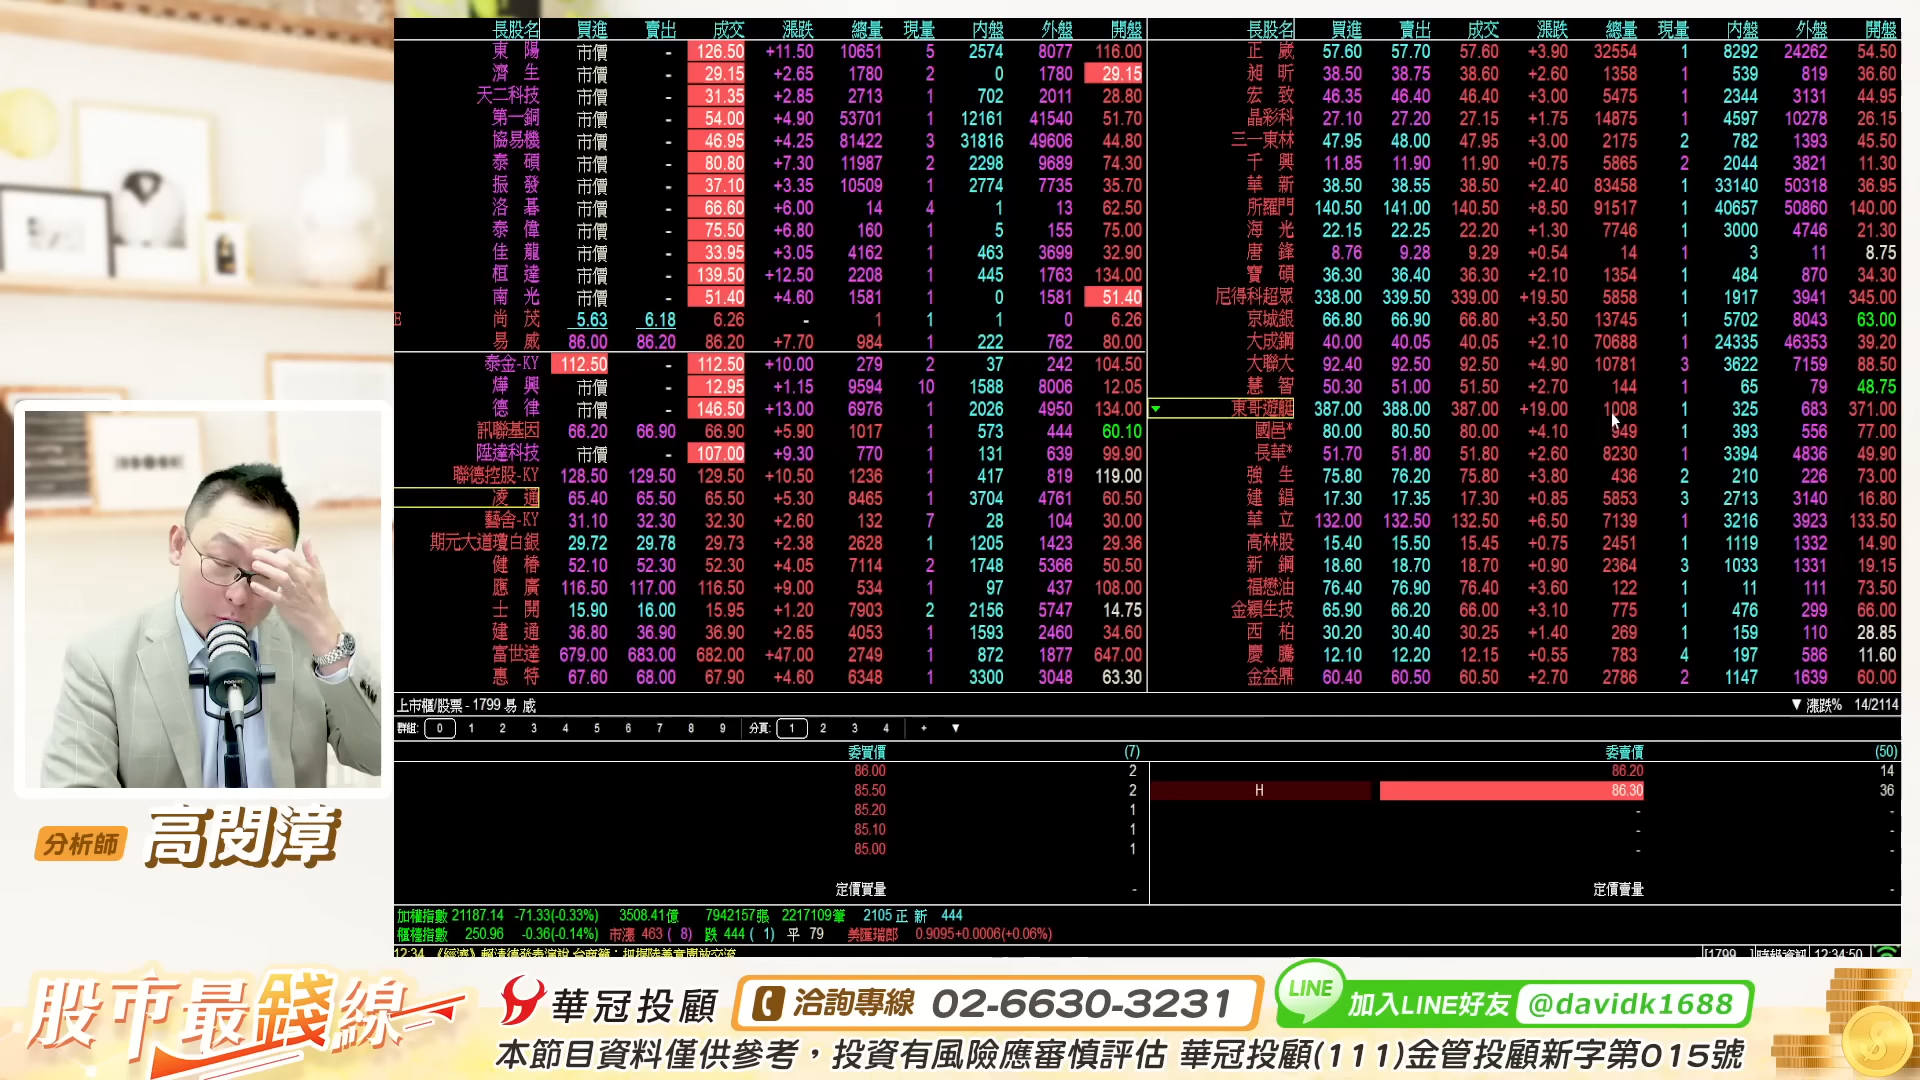 長股名 買進 賣出 成交 漲跌 總量 現量 內盤 外盤 開盤
東陽 市價 - 126.50 +11.50 10651 5 2574 8077 116.00
濟生 市價 - 29.15 +2.65 1780 2 0 1780 29.15
天二科技 市價 - 31.35 +2.85 2713 1 702 2011 28.80
第一銅 市價 - 54.00 +4.90 53701 1 12161 41540 51.70
協易機 市價 - 46.95 +4.25 81422 3 31816 49606 44.80
泰碩 市價 - 80.80 +7.30 11987 2 2298 9689 74.30
振發 市價 - 37.10 +3.35 10509 1 2774 7735 35.70
洛碁 市價 - 66.60 +6.00 14 4 1 13 62.50
泰偉 市價 - 75.50 +6.80 160 1 5 155 75.00
佳龍 市價 - 33.95 +3.05 4162 1 463 3699 32.90
桓達 市價 - 139.50 +12.50 2208 1 445 1763 134.00
南光 市價 - 51.40 +4.60 1581 1 0 1581 51.40
尚茂 5.63 6.18 6.26 - 1 1 1 0 6.26
易威 86.00 86.20 86.20 +7.70 984 1 222 762 80.00
泰金-KY 112.50 - 112.50 +10.00 279 2 37 242 104.50
燁興 市價 - 12.95 +1.15 9594 10 1588 8006 12.05
德律 市價 - 146.50 +13.00 6976 1 2026 4950 134.00
訊聯基因 66.20 66.90 66.90 +5.90 1017 1 573 444 60.10
陞達科技 市價 - 107.00 +9.30 770 1 131 639 99.90
聯德控股-KY 128.50 129.50 129.50 +10.50 1236 1 417 819 119.00
凌通 65.40 65.50 65.50 +5.30 8465 1 3704 4761 60.50
藝舍-KY 31.10 32.30 32.30 +2.60 132 7 28 104 30.00
期元大道瓊白銀 29.72 29.78 29.73 +2.38 2628 1 1205 1423 29.36
健椿 52.10 52.30 52.30 +4.05 7114 2 1748 5366 50.50
應廣 116.50 117.00 116.50 +9.00 534 1 97 437 108.00
士開 15.90 16.00 15.95 +1.20 7903 2 2156 5747 14.75
建通 36.80 36.90 36.90 +2.65 4053 1 1593 2460 34.60
富世達 679.00 683.00 682.00 +47.00 2749 1 872 1877 647.00
惠特 67.60 68.00 67.90 +4.60 6348 1 3300 3048 63.30
長股名 買進 賣出 成交 漲跌 總量 現量 內盤 外盤 開盤
正崴 57.60 57.70 57.60 +3.90 32554 1 8292 24262 54.50
昶昕 38.50 38.75 38.60 +2.60 1358 1 539 819 36.60
宏致 46.35 46.40 46.40 +3.00 5475 1 2344 3131 44.95
晶彩科 27.10 27.20 27.15 +1.75 14875 1 4597 10278 26.15
三一東林 47.95 48.00 47.95 +3.00 2175 2 782 1393 45.50
千興 11.85 11.90 11.90 +0.75 5865 2 2044 3821 11.30
華新 38.50 38.55 38.50 +2.40 83458 1 33140 50318 36.95
所羅門 140.50 141.00 140.50 +8.50 91517 1 40657 50860 140.00
海光 22.15 22.25 22.20 +1.30 7746 1 3000 4746 21.30
唐鋒 8.76 9.28 9.29 +0.54 14 1 3 11 8.75
寶碩 36.30 36.40 36.30 +2.10 1354 1 484 870 34.30
尼得科超眾 338.00 339.50 339.00 +19.50 5858 1 1917 3941 345.00
京城銀 66.80 66.90 66.80 +3.50 13745 1 5702 8043 63.00
大成鋼 40.00 40.05 40.05 +2.10 70688 1 24335 46353 39.20
大聯大 92.40 92.50 92.50 +4.90 10781 3 3622 7159 88.50
慧智 50.30 51.00 51.50 +2.70 144 1 65 79 48.75
東哥遊艇 387.00 388.00 387.00 +19.00 1008 1 325 683 371.00
國邑* 80.00 80.50 80.00 +4.10 949 1 393 556 77.00
長華* 51.70 51.80 51.80 +2.60 8230 1 3394 4836 49.90
強生 75.80 76.20 75.80 +3.80 436 2 210 226 73.00
建錩 17.30 17.35 17.30 +0.85 5853 3 2713 3140 16.80
華立 132.00 132.50 132.50 +6.50 7139 1 3216 3923 133.50
高林股 15.40 15.50 15.45 +0.75 2451 1 1119 1332 14.90
新鋼 18.60 18.70 18.70 +0.90 2364 3 1033 1331 19.15
福懋油 76.40 76.90 76.40 +3.60 122 1 11 111 73.50
金穎生技 65.90 66.20 66.00 +3.10 775 1 476 299 66.00
西柏 30.20 30.40 30.25 +1.40 269 1 159 110 28.85
慶騰 12.10 12.20 12.15 +0.55 783 4 197 586 11.60
金益鼎 60.40 60.50 60.50 +2.70 2786 2 1147 1639 60.00
上市櫃/股票 - 1799 易威 ▼漲跌% 14/2114
群組: 0 1 2 3 4 5 6 7 8 9 分頁: 1 2 3 4 + ▼
委買價 (7) 委賣價 (50)
86.00 2 86.20 14
85.50 2 H 86.30 36
85.20 1 - -
85.10 1 - -
85.00 1 - -
定價買量 - 定價賣量 -
加權指數 21187.14 -71.33(-0.33%) 3508.41億 7942157張 2217109筆 2105 正新 444
櫃檯指數 250.96 -0.36(-0.14%) 市漲 463 ( 8) 跌 444 ( 1) 平 79 美匯瑞郎 0.9095+0.0006(+0.06%)
12:34 [1799 12:34:50
分析師 高閔漳
股市最錢線
華冠投顧 洽詢專線 02-6630-3231 LINE 加入LINE好友 @davidk1688
本節目資料僅供參考，投資有風險應審慎評估 華冠投顧(111)金管投顧新字第015號